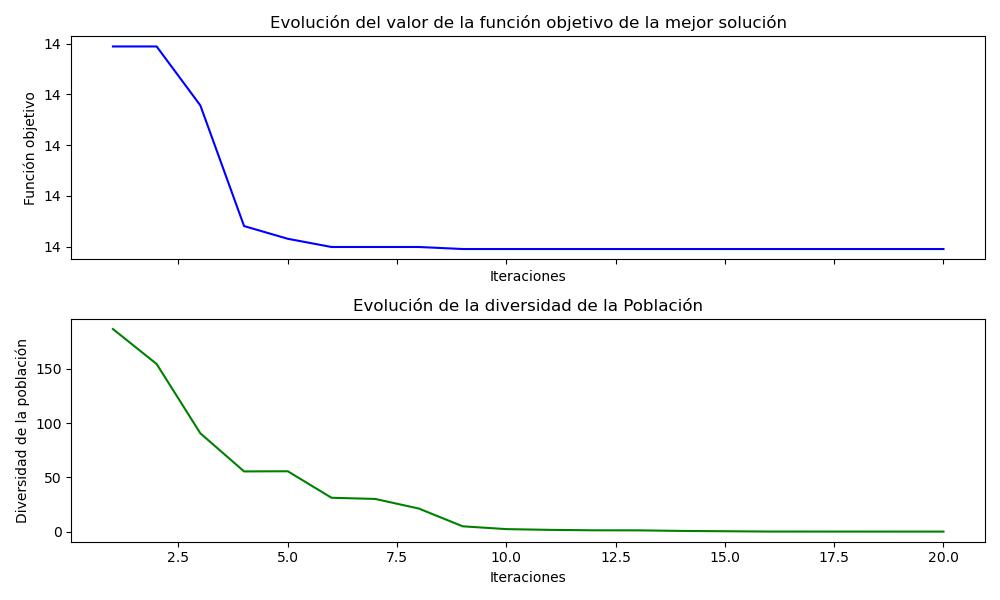 Evolución del valor de la función objetivo de la mejor solución
14
14
14
14
14
Función objetivo
Iteraciones
Evolución de la diversidad de la Población
150
100
50
0
Diversidad de la población
2.5 5.0 7.5 10.0 12.5 15.0 17.5 20.0
Iteraciones